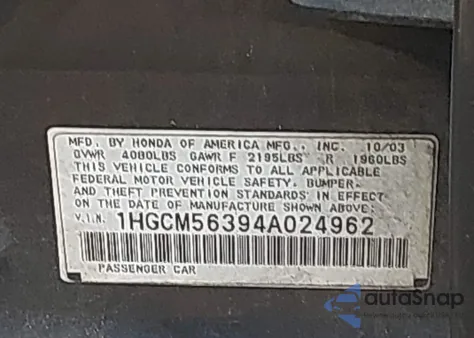 MFD. BY HONDA OF AMERICA MFG., INC. 10/03
GVWR 4080LBS GAWR F 2195LBS R 1960LBS
THIS VEHICLE CONFORMS TO ALL APPLICABLE
FEDERAL MOTOR VEHICLE SAFETY, BUMPER,
AND THEFT PREVENTION STANDARDS IN EFFECT
ON THE DATE OF MANUFACTURE SHOWN ABOVE.
V.I.N. 1HGCM56394A024962
PASSENGER CAR
autoSnap